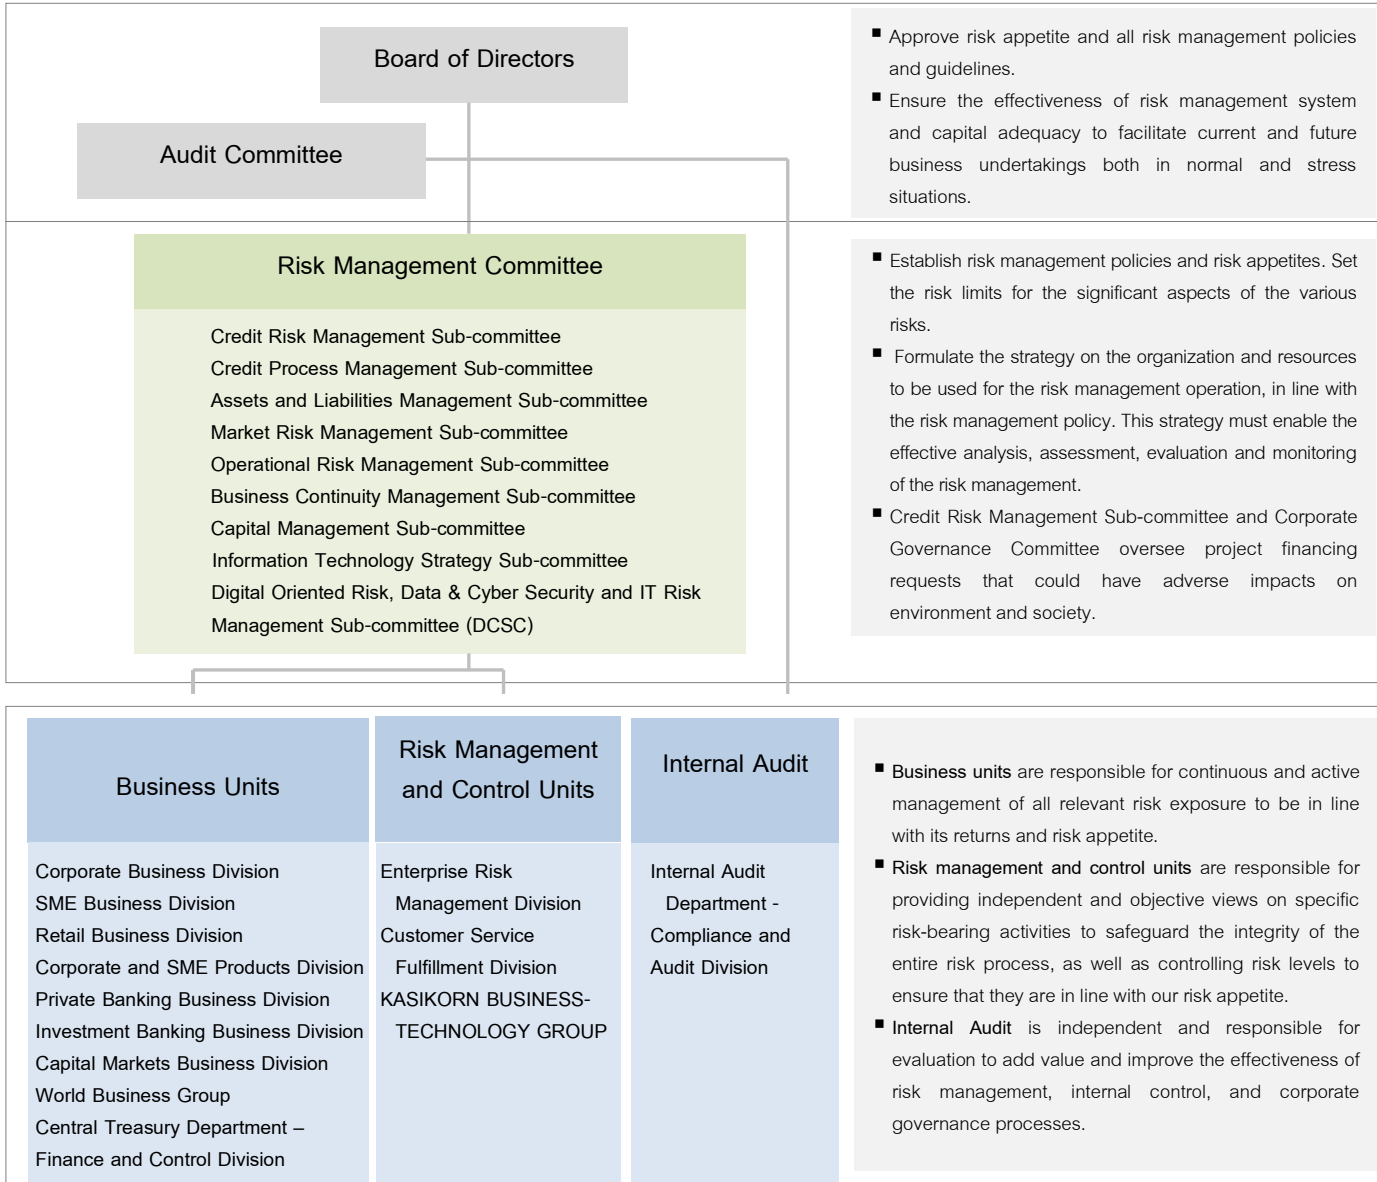 Board of Directors
Audit Committee
■ Approve risk appetite and all risk management policies
and guidelines.
■ Ensure the effectiveness of risk management system
and capital adequacy to facilitate current and future
business undertakings both in normal and stress
situations.
Risk Management Committee
Credit Risk Management Sub-committee
Credit Process Management Sub-committee
Assets and Liabilities Management Sub-committee
Market Risk Management Sub-committee
Operational Risk Management Sub-committee
Business Continuity Management Sub-committee
Capital Management Sub-committee
Information Technology Strategy Sub-committee
Digital Oriented Risk, Data & Cyber Security and IT Risk
Management Sub-committee (DCSC)
■ Establish risk management policies and risk appetites. Set
the risk limits for the significant aspects of the various
risks.
■ Formulate the strategy on the organization and resources
to be used for the risk management operation, in line with
the risk management policy. This strategy must enable the
effective analysis, assessment, evaluation and monitoring
of the risk management.
■ Credit Risk Management Sub-committee and Corporate
Governance Committee oversee project financing
requests that could have adverse impacts on
environment and society.
Business Units
Corporate Business Division
SME Business Division
Retail Business Division
Corporate and SME Products Division
Private Banking Business Division
Investment Banking Business Division
Capital Markets Business Division
World Business Group
Central Treasury Department –
Finance and Control Division
Risk Management
and Control Units
Enterprise Risk
Management Division
Customer Service
Fulfillment Division
KASIKORN BUSINESS-
TECHNOLOGY GROUP
Internal Audit
Internal Audit
Department -
Compliance and
Audit Division
■ Business units are responsible for continuous and active
management of all relevant risk exposure to be in line
with its returns and risk appetite.
■ Risk management and control units are responsible for
providing independent and objective views on specific
risk-bearing activities to safeguard the integrity of the
entire risk process, as well as controlling risk levels to
ensure that they are in line with our risk appetite.
■ Internal Audit is independent and responsible for
evaluation to add value and improve the effectiveness of
risk management, internal control, and corporate
governance processes.